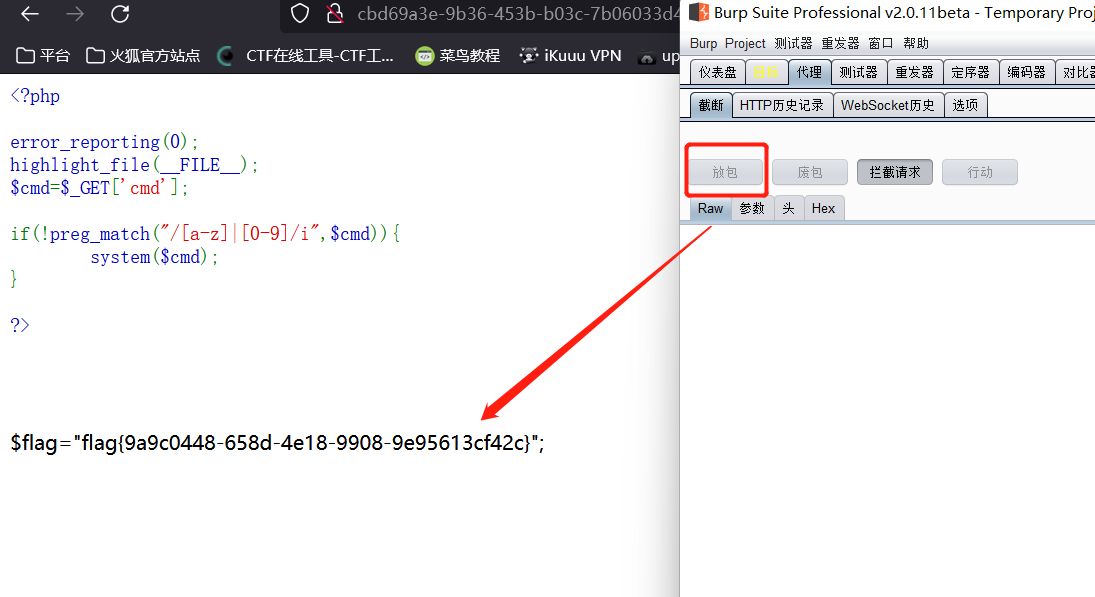 cbd69a3e-9b36-453b-b03c-7b06033d4
平台 火狐官方站点 CTF在线工具-CTF工... 菜鸟教程 iKuuu VPN up
<?php
error_reporting(0);
highlight_file(__FILE__);
$cmd=$_GET['cmd'];
if(!preg_match("/[a-z]|[0-9]/i",$cmd)){
system($cmd);
}
?>
$flag="flag{9a9c0448-658d-4e18-9908-9e95613cf42c}";
Burp Suite Professional v2.0.11beta - Temporary Proj
Burp Project 测试器 重发器 窗口 帮助
仪表盘 目标 代理 测试器 重发器 定序器 编码器 对比器
截断 HTTP历史记录 WebSocket历史 选项
放包 废包 拦截请求 行动
Raw 参数 头 Hex